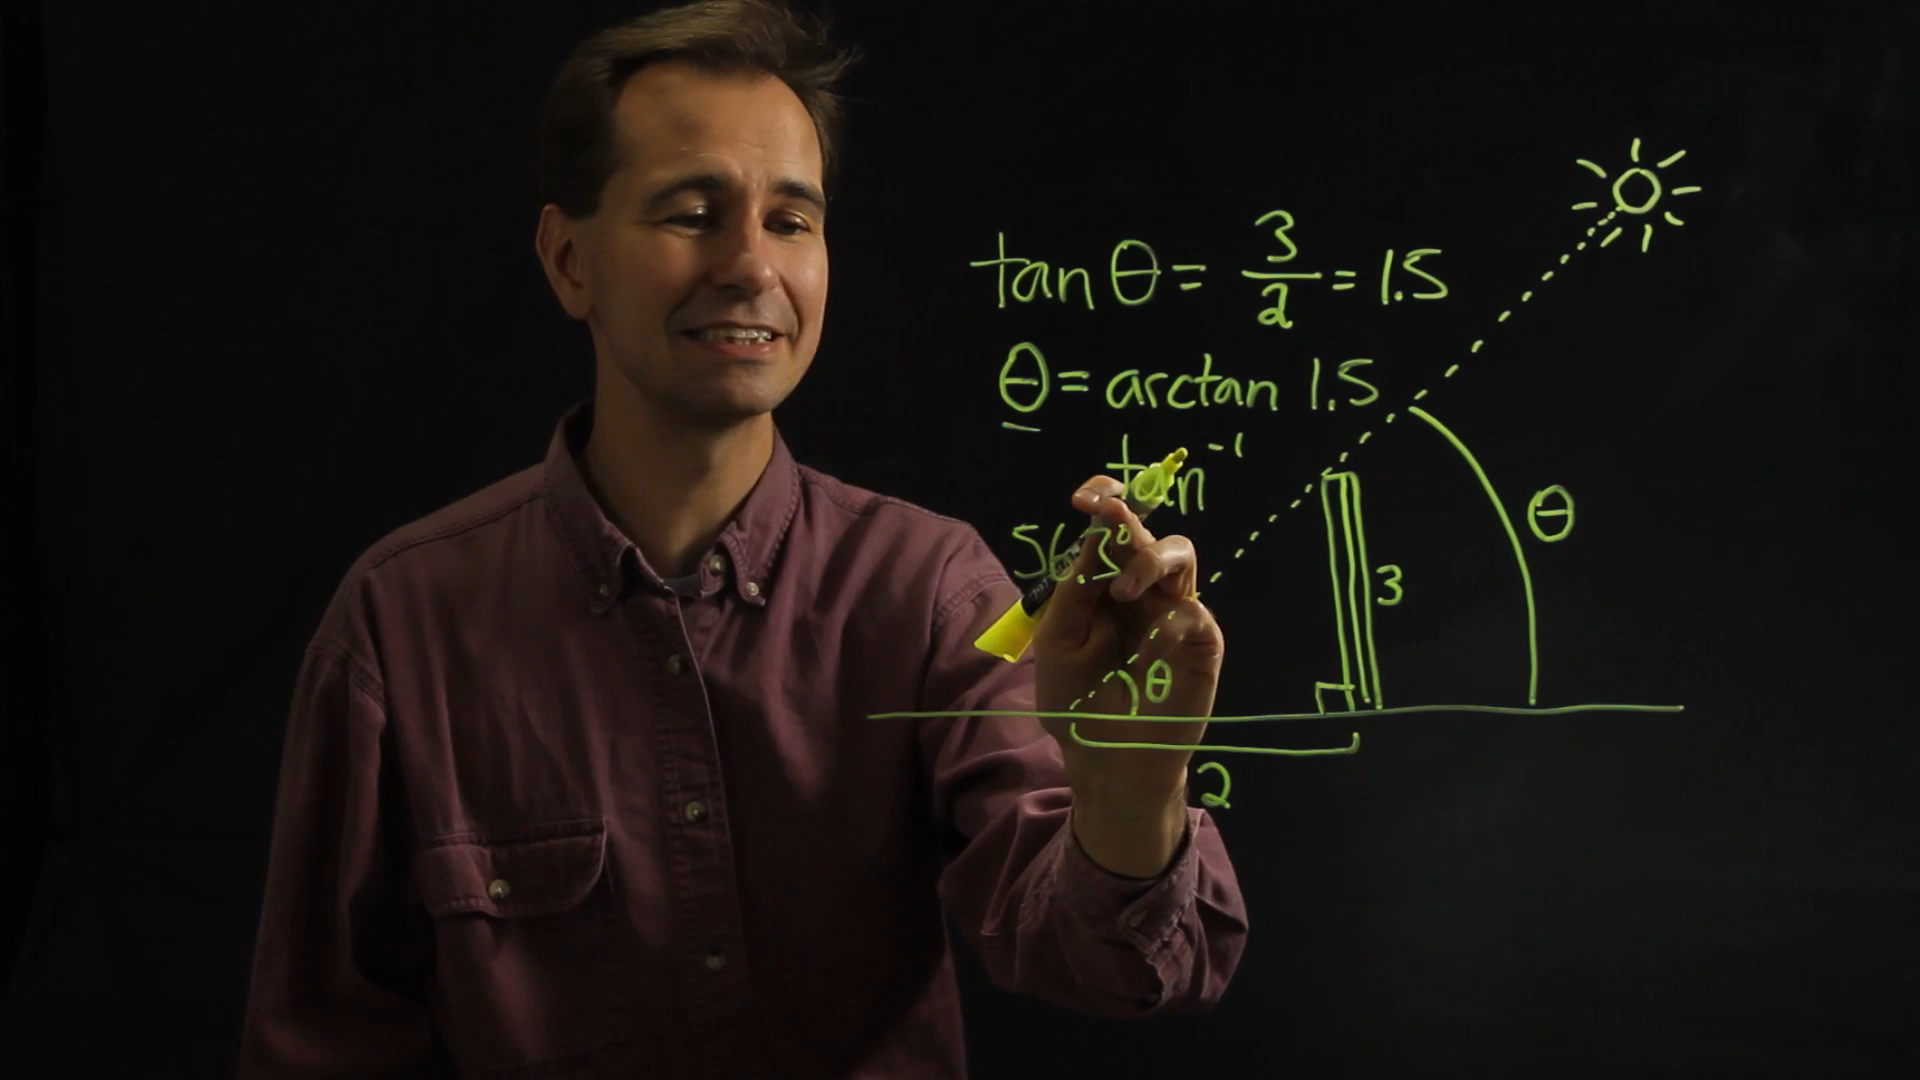 tan θ = 3/2 = 1.5
θ = arctan 1.5
tan⁻¹
56.3°
θ
3
θ
2